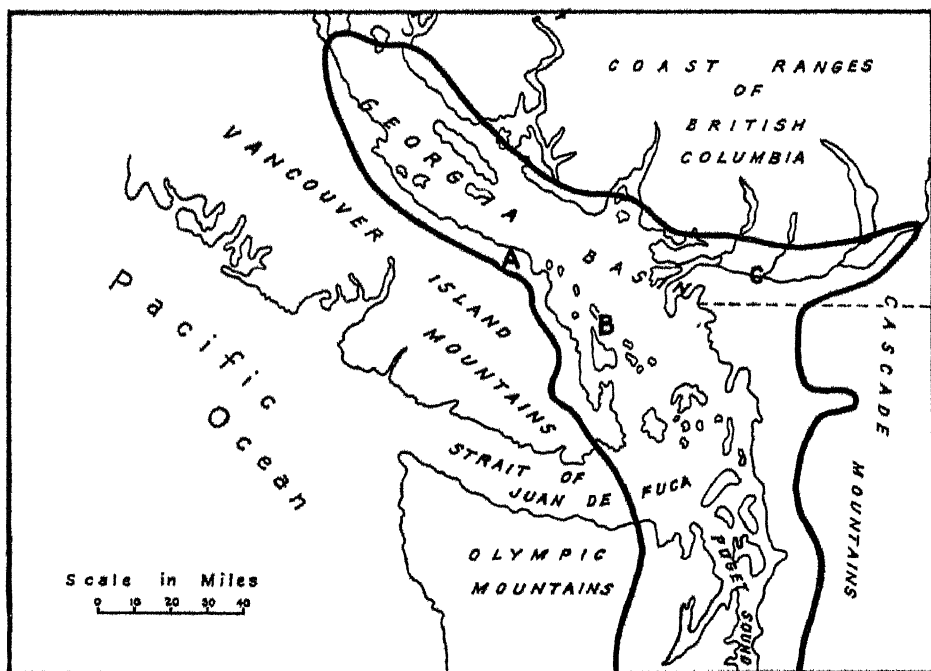 COAST RANGES
OF
BRITISH
COLUMBIA
GEORGIA BASIN
VANCOUVER
ISLAND
MOUNTAINS
A
B
C
Pacific
Ocean
CASCADE
MOUNTAINS
STRAIT OF
JUAN DE FUCA
OLYMPIC
MOUNTAINS
PUGET
SOUND
Scale in Miles
0 10 20 30 40